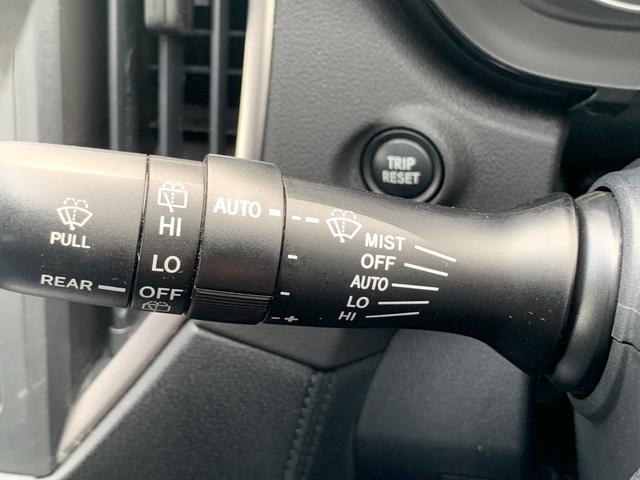 TRIP
RESET
PULL
REAR
HI
LO
OFF
AUTO
MIST
OFF
AUTO
LO
HI
- +